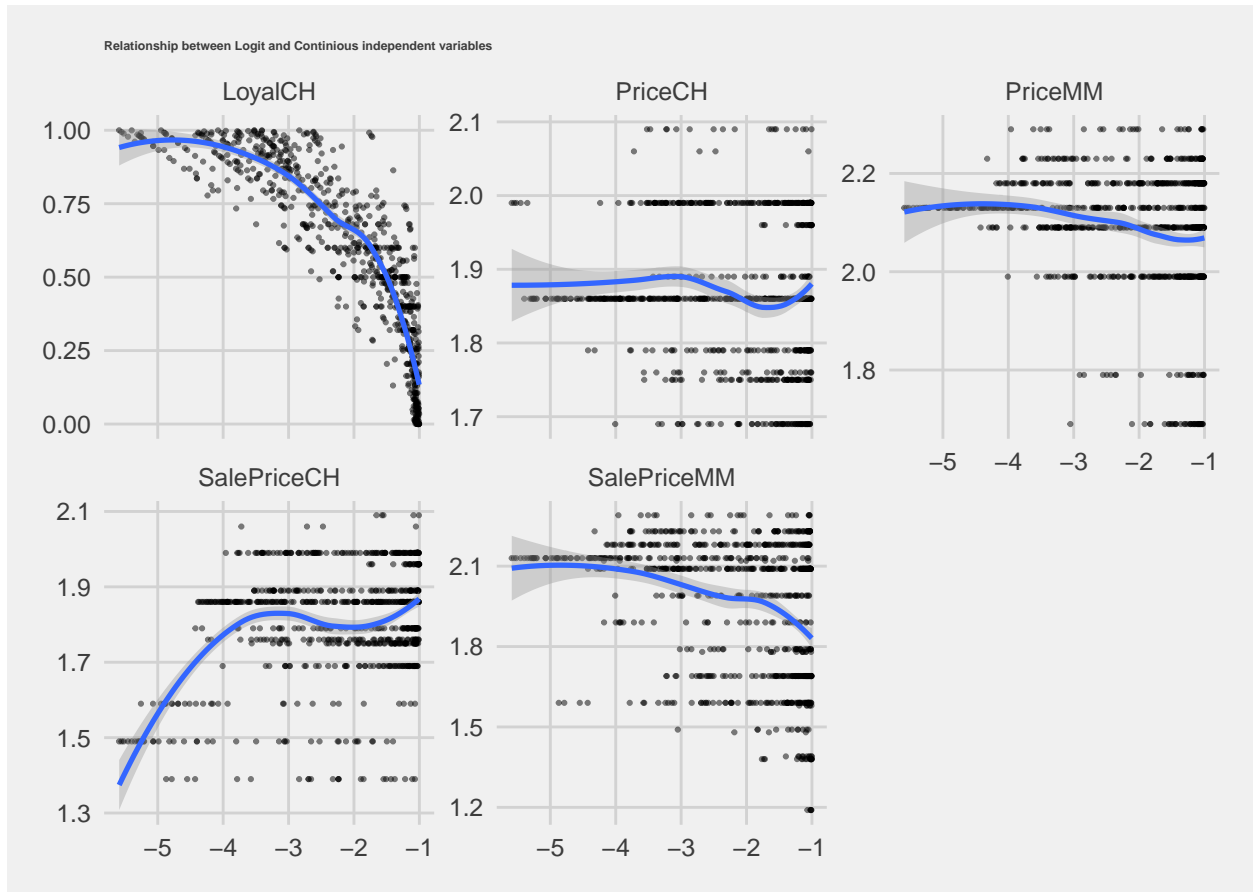 Relationship between Logit and Continious independent variables
LoyalCH
PriceCH
PriceMM
1.00
0.75
0.50
0.25
0.00
2.1
2.0
1.9
1.8
1.7
2.2
2.0
1.8
−5 −4 −3 −2 −1
SalePriceCH
SalePriceMM
2.1
1.9
1.7
1.5
1.3
2.1
1.8
1.5
1.2
−5 −4 −3 −2 −1
−5 −4 −3 −2 −1